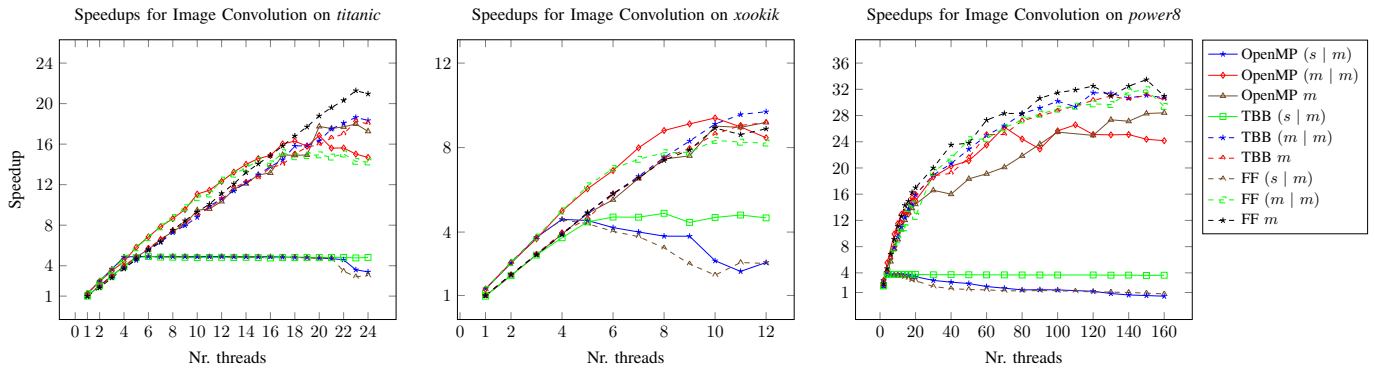 Speedups for Image Convolution on titanic
24
20
16
12
8
4
1
0 1 2 4 6 8 10 12 14 16 18 20 22 24
Speedup
Nr. threads
Speedups for Image Convolution on xookik
12
4
1
1 2 4 6 8 10 12
Nr. threads
Speedups for Image Convolution on power8
36
32
28
24
20
16
12
8
4
1
0 20 40 60 80 100 120 140 160
Nr. threads
OpenMP (s | m)
OpenMP (m | m)
OpenMP m
TBB (s | m)
TBB (m | m)
TBB m
FF (s | m)
FF (m | m)
FF m